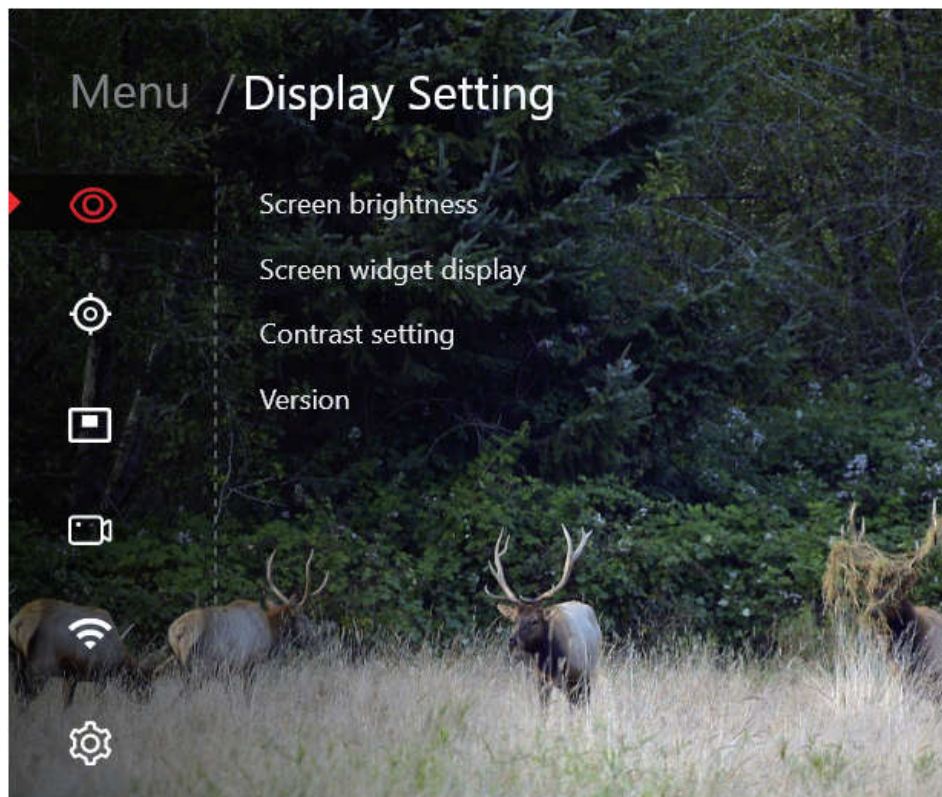 Menu / Display Setting
Screen brightness
Screen widget display
Contrast setting
Version